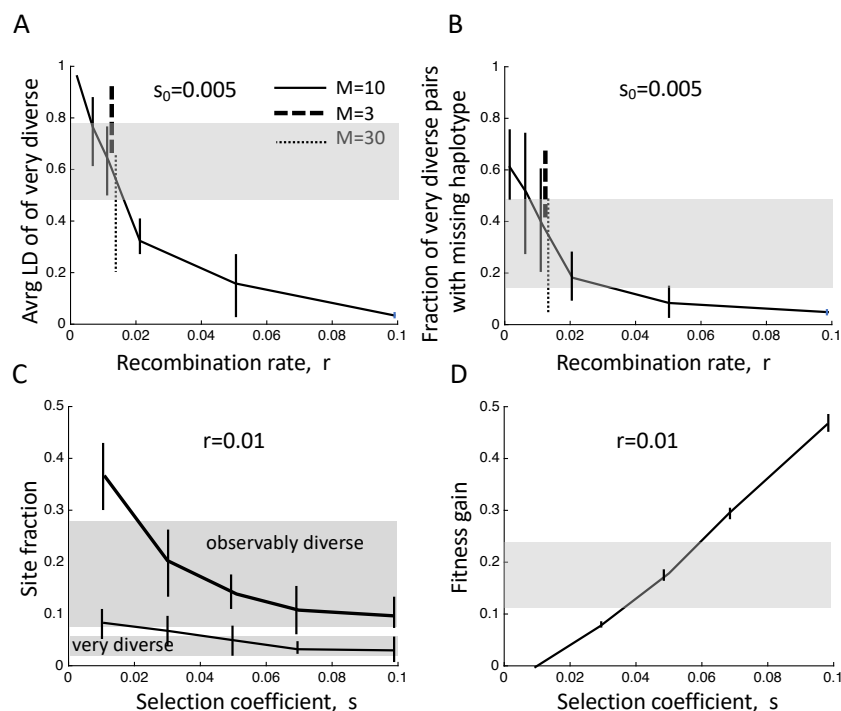 A
Avrg LD of of very diverse
1
0.8
0.6
0.4
0.2
0
s0=0.005
M=10
M=3
M=30
0 0.02 0.04 0.06 0.08 0.1
Recombination rate, r
B
Fraction of very diverse pairs
with missing haplotype
1
0.8
0.6
0.4
0.2
0
s0=0.005
0 0.02 0.04 0.06 0.08 0.1
Recombination rate, r
C
Site fraction
0.5
0.4
0.3
0.2
0.1
0
r=0.01
observably diverse
very diverse
0 0.02 0.04 0.06 0.08 0.1
Selection coefficient, s
D
Fitness gain
0.5
0.4
0.3
0.2
0.1
0
r=0.01
0 0.02 0.04 0.06 0.08 0.1
Selection coefficient, s